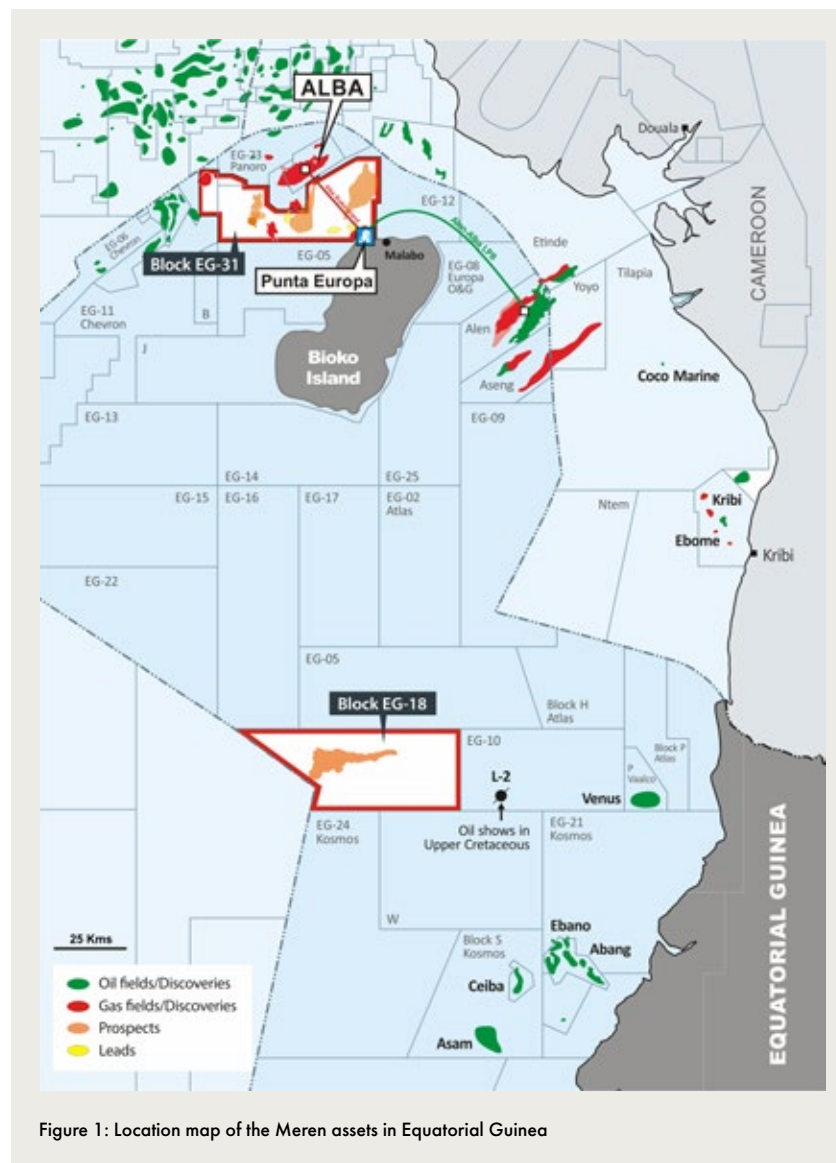 ALBA
Douala
EG-23
Panoro
EG-12
CAMEROON
EG-06
Chevron
Alen-Alba LPB
Etinde
Block EG-31
EG-05
Malabo
EG-08
Europa
O&G
Tilapia
Punta Europa
Yoyo
EG-11
Chevron
B
Alen
J
Bioko
Island
Aseng
Coco Marine
EG-13
EG-09
EG-14
EG-25
EG-15
EG-16
EG-17
EG-02
Atlas
Ntem
Kribi
Ebome
Kribi
EG-22
EG-05
Block EG-18
Block H
Atlas
EG-10
Block P
Atlas
P
Vaalco
L-2
Venus
Oil shows in
Upper Cretaceous
EG-24
Kosmos
EG-21
Kosmos
EQUATORIAL GUINEA
W
25 Kms
Block S
Kosmos
Ebano
Abang
Ceiba
Asam
Oil fields/Discoveries
Gas fields/Discoveries
Prospects
Leads
Figure 1: Location map of the Meren assets in Equatorial Guinea